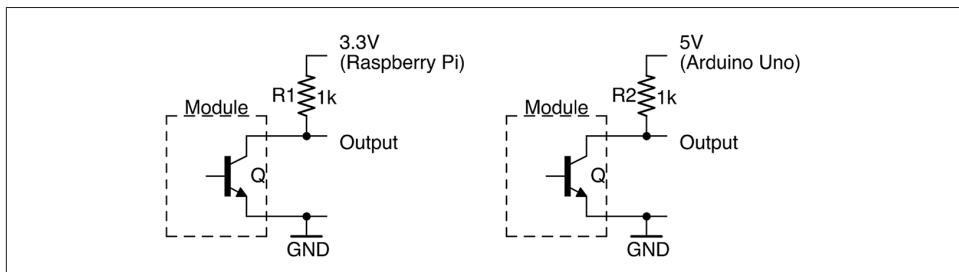 3.3V
(Raspberry Pi)
R1
1k
Module
Output
Q
GND
5V
(Arduino Uno)
R2
1k
Module
Output
Q
GND